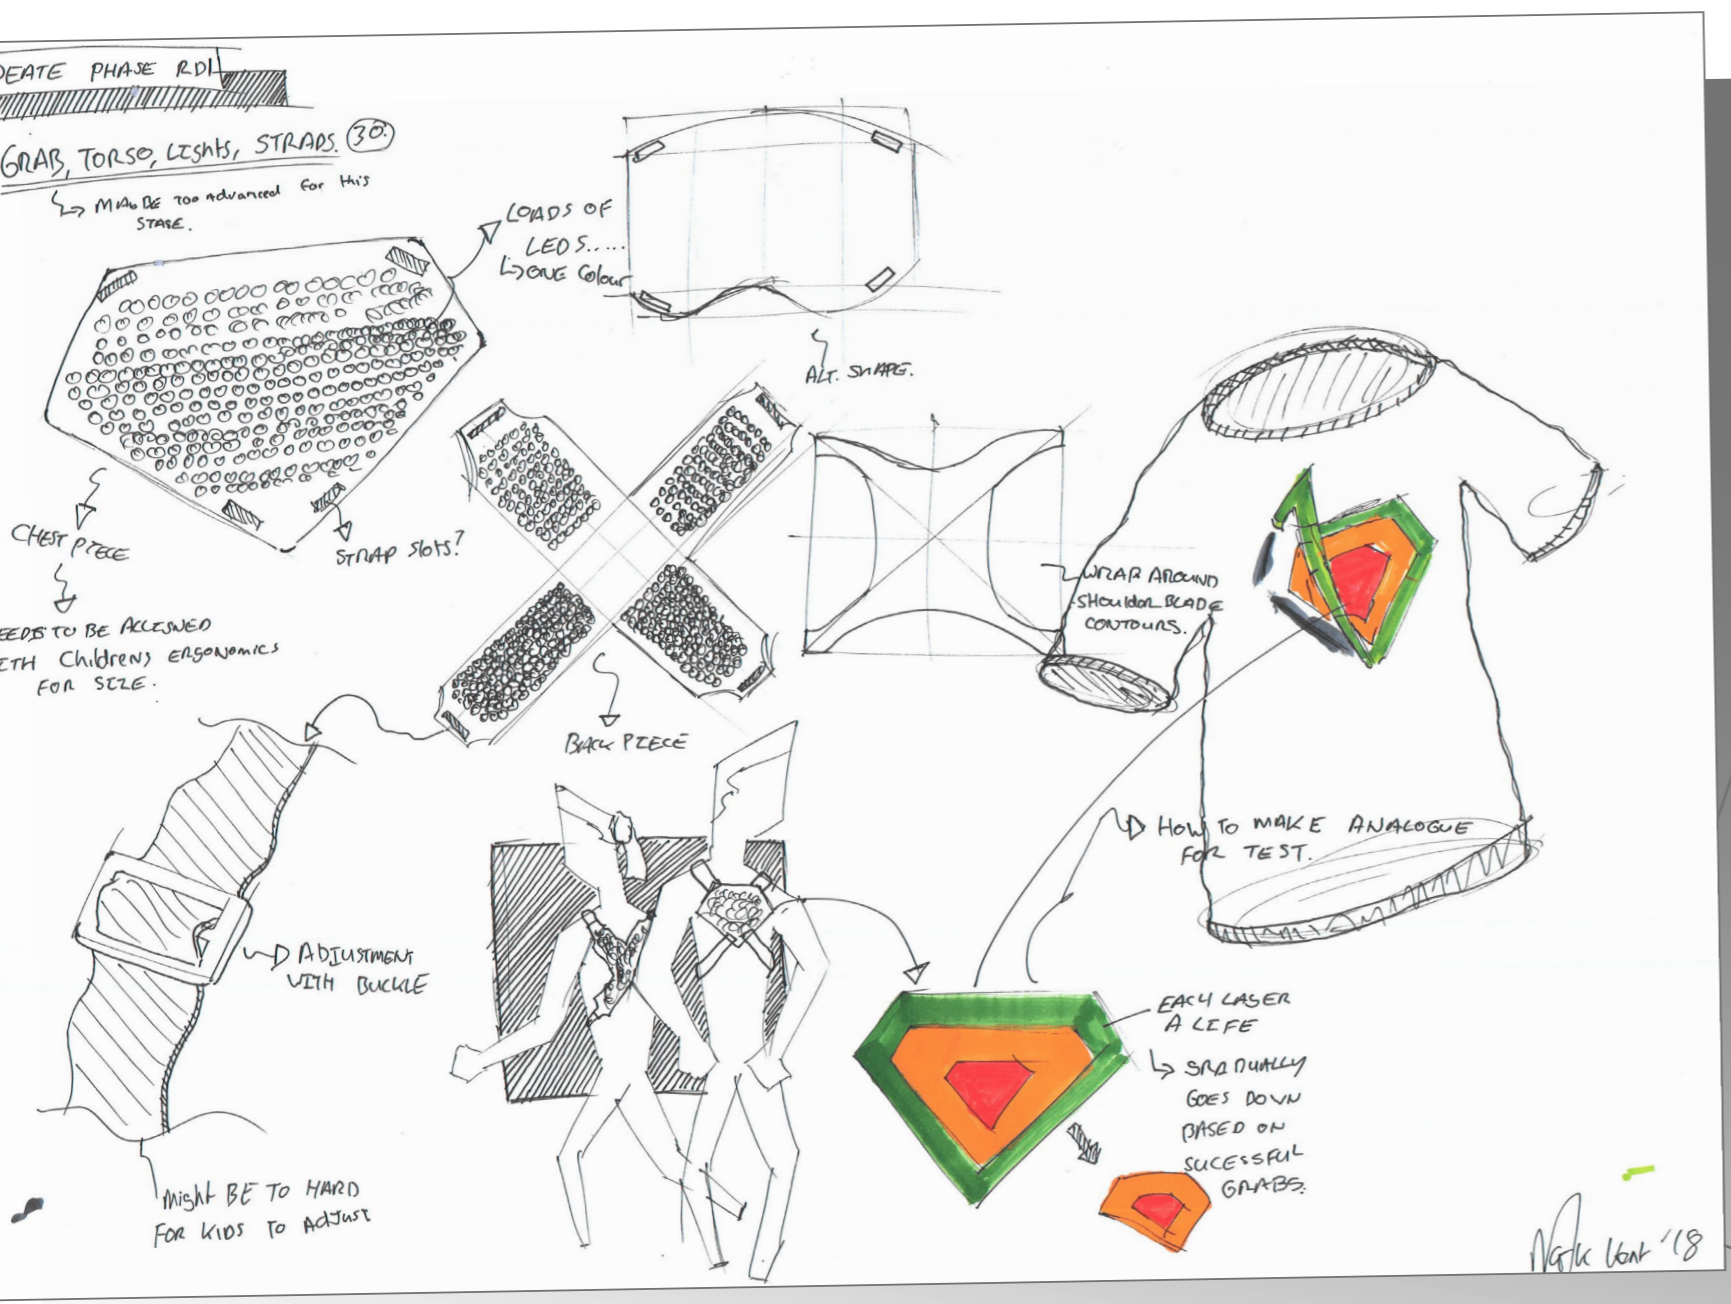 DEATE PHASE RDI
GRAB, TORSO, LIGHTS, STRAPS. 30.
MAYBE TOO ADVANCED FOR THIS
STAGE.
LOADS OF
LEDS.....
ONE COLOUR
ALT. SHAPE.
STRAP SLOTS?
CHEST PIECE
EEDS TO BE
ITH CHILDRENS ERGONOMICS
FOR SIZE.
BACK PIECE
WRAP AROUND
SHOULDER BLADE
CONTOURS.
HOW TO MAKE ANALOGUE
FOR TEST.
ADJUSTMENT
WITH BUCKLE
MIGHT BE TO HARD
FOR KIDS TO ADJUST
EACH LASER
A LIFE
GRADUALLY
GOES DOWN
BASED ON
SUCESSFUL
GRABS.
'18